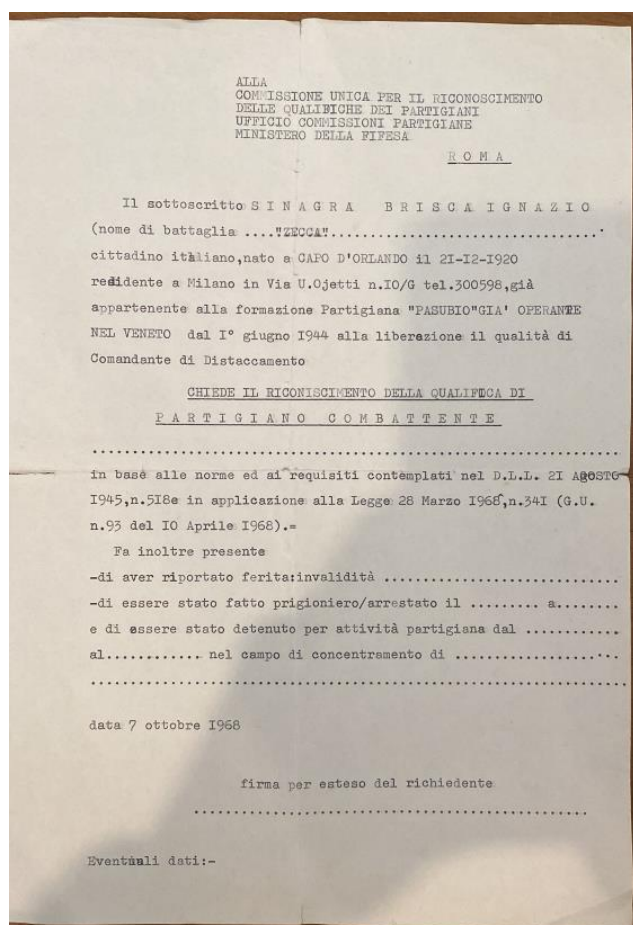 ALLA
COMMISSIONE UNICA PER IL RICONOSCIMENTO
DELLE QUALIFICHE DEI PARTIGIANI
UFFICIO COMMISSIONI PARTIGIANE
MINISTERO DELLA FIFESA
R O M A
Il sottoscritto S I N A G R A B R I S C A I G N A Z I O
(nome di battaglia ...."ZECCA".................................
cittadino italiano,nato a CAPO D'ORLANDO il 2I-I2-I920
residente a Milano in Via U.Ojetti n.IO/G tel.300598,già
appartenente alla formazione Partigiana "PASUBIO"GIA' OPERANTE
NEL VENETO dal I° giugno 1944 alla liberazione il qualità di
Comandante di Distaccamento
CHIEDE IL RICONISCIMENTO DELLA QUALIFICA DI
P A R T I G I A N O C O M B A T T E N T E
..................................................................
in base alle norme ed ai requisiti contemplati nel D.L.L. 2I AGOSTO
I945,n.5I8e in applicazione alla Legge 28 Marzo I968,n.34I (G.U.
n.93 del IO Aprile I968).=
Fa inoltre presente
-di aver riportato ferita:invalidità .............................
-di essere stato fatto prigioniero/arrestato il ......... a........
e di essere stato detenuto per attività partigiana dal ............
al............ nel campo di concentramento di ....................
..................................................................
data 7 ottobre I968
firma per esteso del richiedente
.................................................
Eventuali dati:-